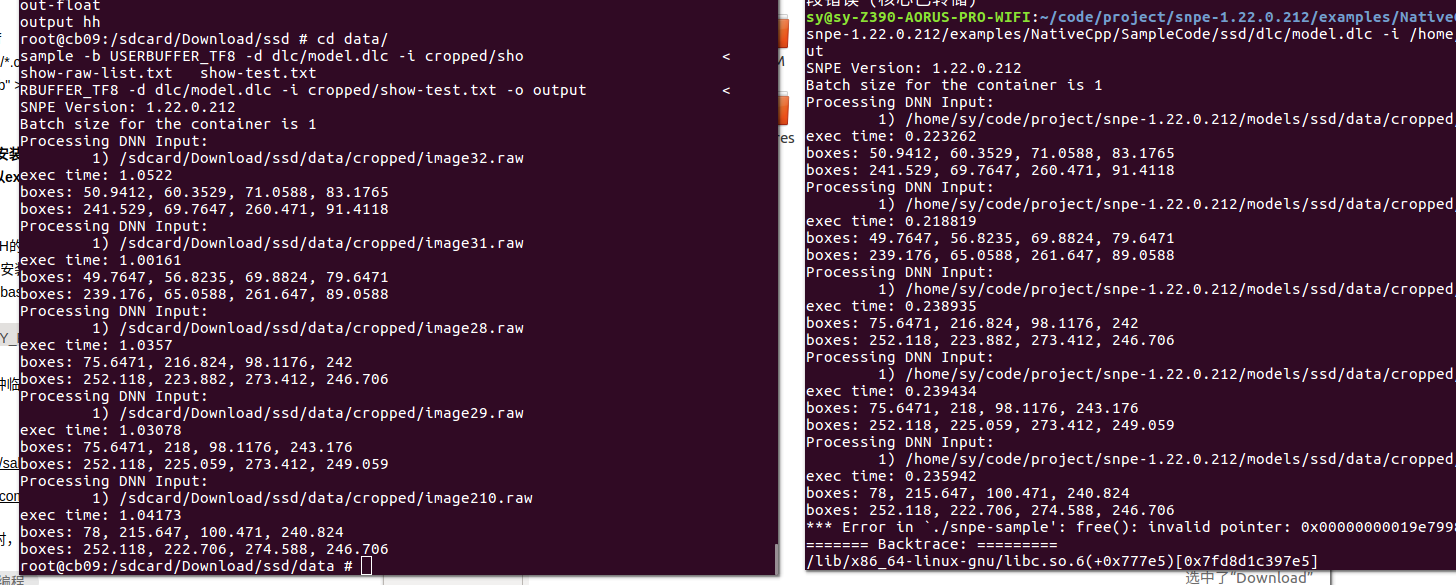 out-float
output hh
root@cb09:/sdcard/Download/ssd # cd data/
sample -b USERBUFFER_TF8 -d dlc/model.dlc -i cropped/sho <
show-raw-list.txt show-test.txt
RBUFFER_TF8 -d dlc/model.dlc -i cropped/show-test.txt -o output <
SNPE Version: 1.22.0.212
Batch size for the container is 1
Processing DNN Input:
1) /sdcard/Download/ssd/data/cropped/image32.raw
exec time: 1.0522
boxes: 50.9412, 60.3529, 71.0588, 83.1765
boxes: 241.529, 69.7647, 260.471, 91.4118
Processing DNN Input:
1) /sdcard/Download/ssd/data/cropped/image31.raw
exec time: 1.00161
boxes: 49.7647, 56.8235, 69.8824, 79.6471
boxes: 239.176, 65.0588, 261.647, 89.0588
Processing DNN Input:
1) /sdcard/Download/ssd/data/cropped/image28.raw
exec time: 1.0357
boxes: 75.6471, 216.824, 98.1176, 242
boxes: 252.118, 223.882, 273.412, 246.706
Processing DNN Input:
1) /sdcard/Download/ssd/data/cropped/image29.raw
exec time: 1.03078
boxes: 75.6471, 218, 98.1176, 243.176
boxes: 252.118, 225.059, 273.412, 249.059
Processing DNN Input:
1) /sdcard/Download/ssd/data/cropped/image210.raw
exec time: 1.04173
boxes: 78, 215.647, 100.471, 240.824
boxes: 252.118, 222.706, 274.588, 246.706
root@cb09:/sdcard/Download/ssd/data #
段错误 (核心已转储)
sy@sy-Z390-AORUS-PRO-WIFI:~/code/project/snpe-1.22.0.212/examples/Native
snpe-1.22.0.212/examples/NativeCpp/SampleCode/ssd/dlc/model.dlc -i /home
ut
SNPE Version: 1.22.0.212
Batch size for the container is 1
Processing DNN Input:
1) /home/sy/code/project/snpe-1.22.0.212/models/ssd/data/cropped
exec time: 0.223262
boxes: 50.9412, 60.3529, 71.0588, 83.1765
boxes: 241.529, 69.7647, 260.471, 91.4118
Processing DNN Input:
1) /home/sy/code/project/snpe-1.22.0.212/models/ssd/data/cropped
exec time: 0.218819
boxes: 49.7647, 56.8235, 69.8824, 79.6471
boxes: 239.176, 65.0588, 261.647, 89.0588
Processing DNN Input:
1) /home/sy/code/project/snpe-1.22.0.212/models/ssd/data/cropped
exec time: 0.238935
boxes: 75.6471, 216.824, 98.1176, 242
boxes: 252.118, 223.882, 273.412, 246.706
Processing DNN Input:
1) /home/sy/code/project/snpe-1.22.0.212/models/ssd/data/cropped
exec time: 0.239434
boxes: 75.6471, 218, 98.1176, 243.176
boxes: 252.118, 225.059, 273.412, 249.059
Processing DNN Input:
1) /home/sy/code/project/snpe-1.22.0.212/models/ssd/data/cropped
exec time: 0.235942
boxes: 78, 215.647, 100.471, 240.824
boxes: 252.118, 222.706, 274.588, 246.706
*** Error in `./snpe-sample': free(): invalid pointer: 0x00000000019e799
======= Backtrace: =========
/lib/x86_64-linux-gnu/libc.so.6(+0x777e5)[0x7fd8d1c397e5]
选中了“Download”
编程